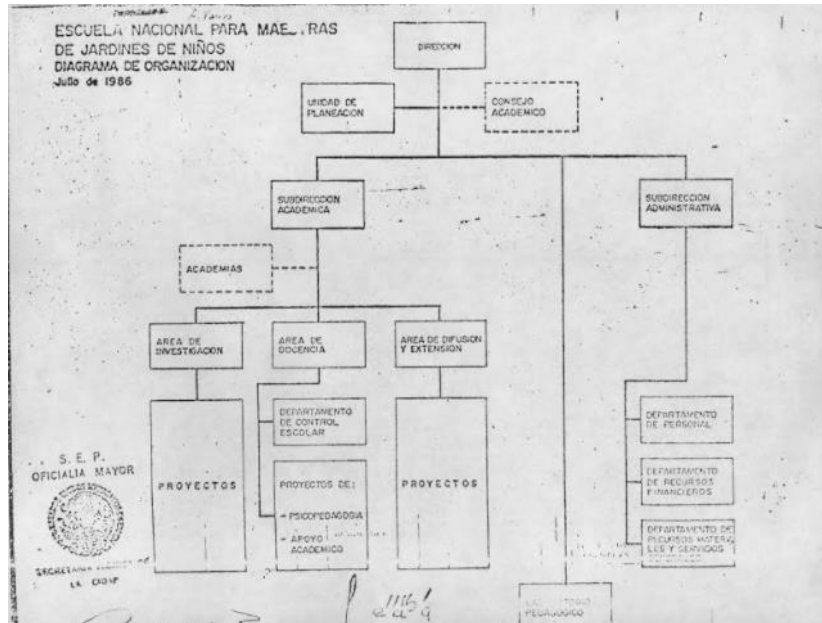 ESCUELA NACIONAL PARA
DE JARDINES DE NIÑOS
DIAGRAMA DE ORGANIZACION
Julio de 1986
DIRECCION
UNIDAD DE
PLANEACION
CONSEJO
ACADEMICO
SUBDIRECCION
ACADEMICA
SUBDIRECCION
ADMINISTRATIVA
ACADEMIAS
AREA DE
INVESTIGACION
AREA DE
DOCENCIA
AREA DE DIFUSION
Y EXTENSION
PROYECTOS
DEPARTAMENTO
DE CONTROL
ESCOLAR
PROYECTOS DE:
- PSICOPEDAGOGIA
- APOYO
ACADEMICO
PROYECTOS
DEPARTAMENTO
DE PERSONAL
DEPARTAMENTO
DE RECURSOS
FINANCIEROS
DEPARTAMENTO DE
RECURSOS MATERIA
LES Y SERVICIOS
PEDAGOGICO
S. E. P.
OFICIALIA MAYOR